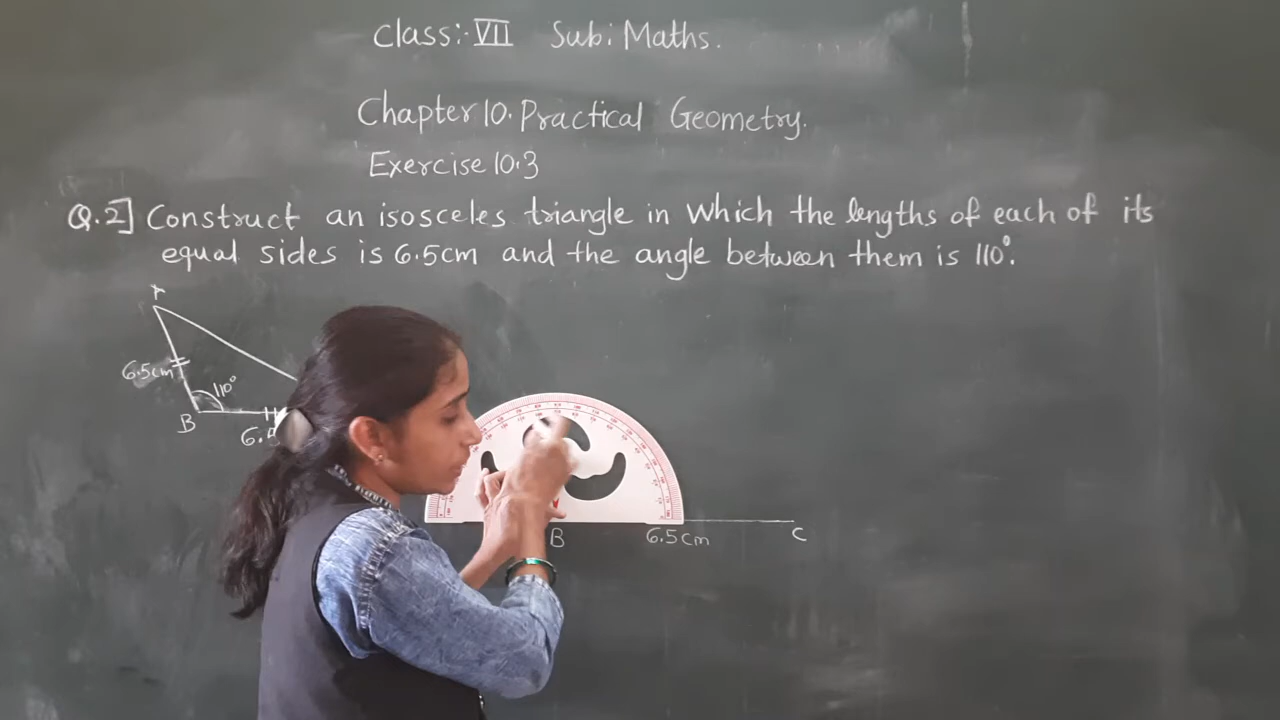 Class:- VII Sub: Maths.
Chapter 10. Practical Geometry.
Exercise 10.3
Q.2] Construct an isosceles triangle in which the lengths of each of its
equal sides is 6.5cm and the angle between them is 110°.
A
6.5cm
110°
B
B
6.5cm
C